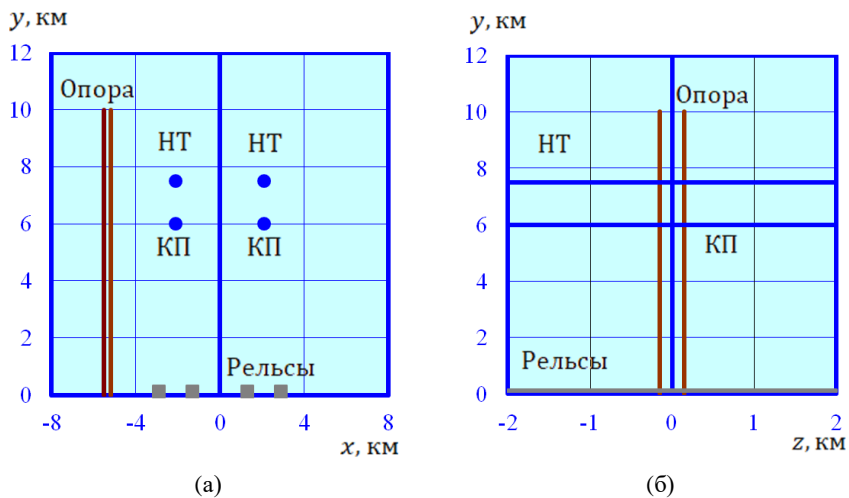 y, км
12
10
8
6
4
2
0
Опора
НТ
НТ
КП
КП
Рельсы
-8
-4
0
4
8
x, км
(а)
y, км
12
10
8
6
4
2
0
Опора
НТ
КП
Рельсы
-2
-1
0
1
2
z, км
(б)